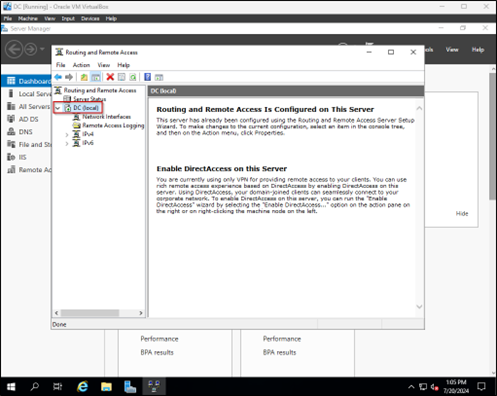 DC [Running] - Oracle VM VirtualBox
File Machine View Input Devices Help
Server Manager
Routing and Remote Access
File Action View Help
Tools View Help
Dashboard
Local Serve
All Servers
AD DS
DNS
File and St
IIS
Remote Ac
Routing and Remote Access
Server Status
DC (local)
Network Interfaces
Remote Access Logging
IPv4
IPv6
DC (local)
Routing and Remote Access Is Configured on This Server
This server has already been configured using the Routing and Remote Access Server Setup
Wizard. To make changes to the current configuration, select an item in the console tree,
and then on the Action menu, click Properties.
Enable DirectAccess on this Server
You are currently using only VPN for providing remote access to your clients. You can use
rich remote access experience based on DirectAccess by enabling DirectAccess on this
server. Using DirectAccess, your domain-joined clients can seamlessly connect to your
corporate network. To enable DirectAccess on this server, you can run the "Enable
DirectAccess" wizard by selecting the "Enable DirectAccess..." option on the action pane on
the right or on right-clicking the machine node on the left.
Hide
Done
Performance
BPA results
Performance
BPA results
1:05 PM
7/20/2024